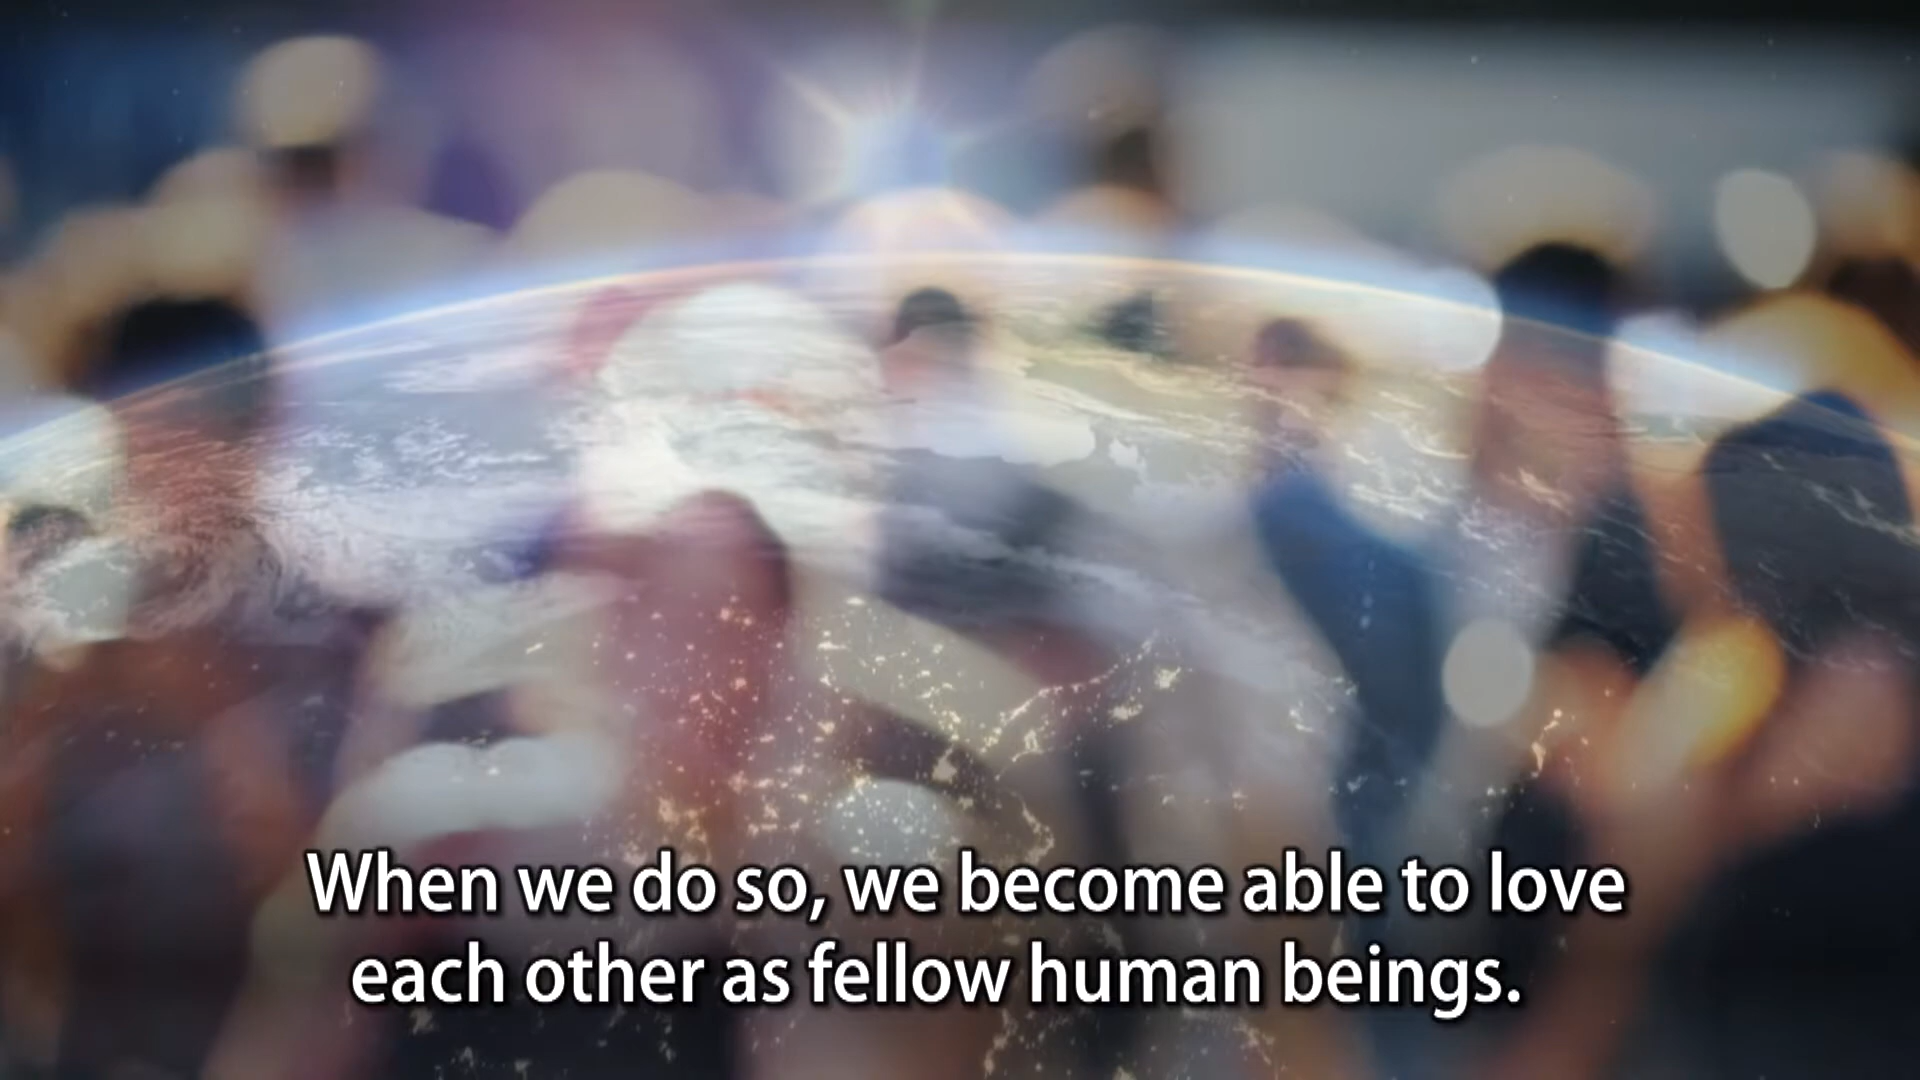 When we do so, we become able to love
each other as fellow human beings.